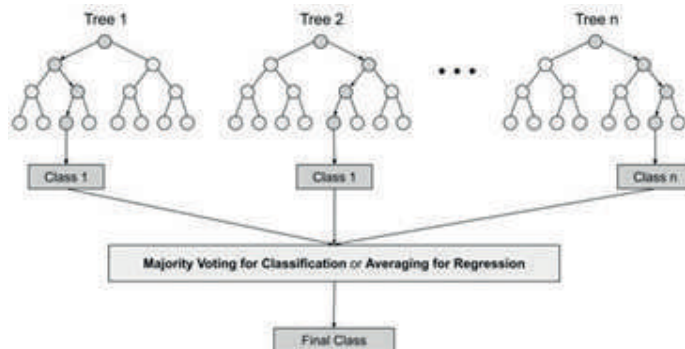 Tree 1 Tree 2 Tree n
Class 1 Class 1 Class n
Majority Voting for Classification or Averaging for Regression
Final Class